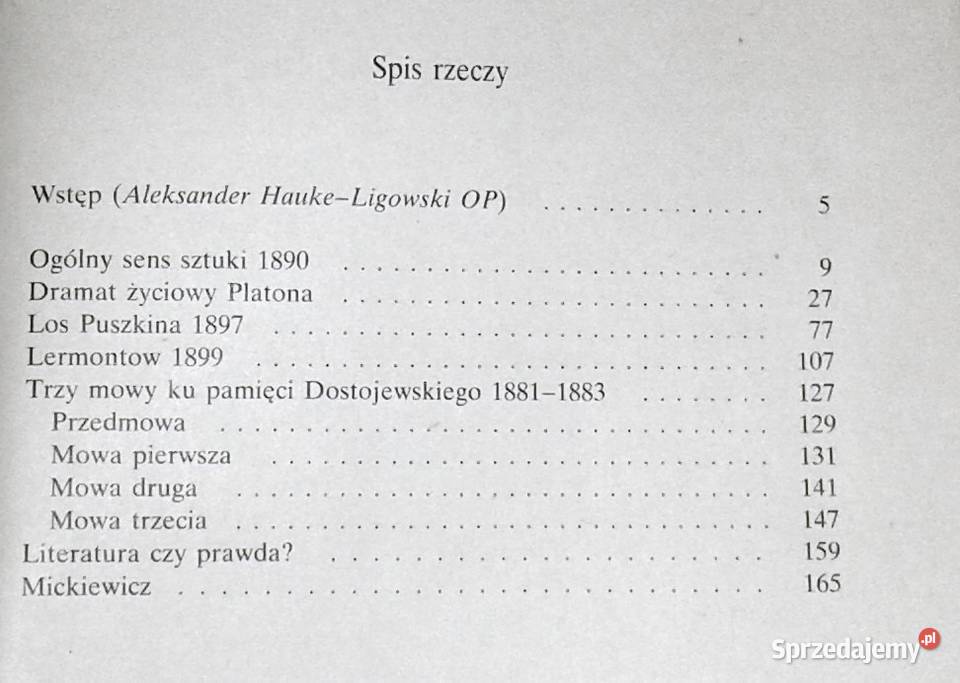 Spis rzeczy
Wstęp (Aleksander Hauke–Ligowski OP) . . . . . . . . . . . . . . 5
Ogólny sens sztuki 1890 . . . . . . . . . . . . . . . . . . . . . 9
Dramat życiowy Platona . . . . . . . . . . . . . . . . . . . . . 27
Los Puszkina 1897 . . . . . . . . . . . . . . . . . . . . . . . . 77
Lermontow 1899 . . . . . . . . . . . . . . . . . . . . . . . . . 107
Trzy mowy ku pamięci Dostojewskiego 1881–1883 . . . . . . . 127
Przedmowa . . . . . . . . . . . . . . . . . . . . . . . . . . . 129
Mowa pierwsza . . . . . . . . . . . . . . . . . . . . . . . . 131
Mowa druga . . . . . . . . . . . . . . . . . . . . . . . . . . 141
Mowa trzecia . . . . . . . . . . . . . . . . . . . . . . . . . . 147
Literatura czy prawda? . . . . . . . . . . . . . . . . . . . . . 159
Mickiewicz . . . . . . . . . . . . . . . . . . . . . . . . . . . . 165
Sprzedajemy.pl